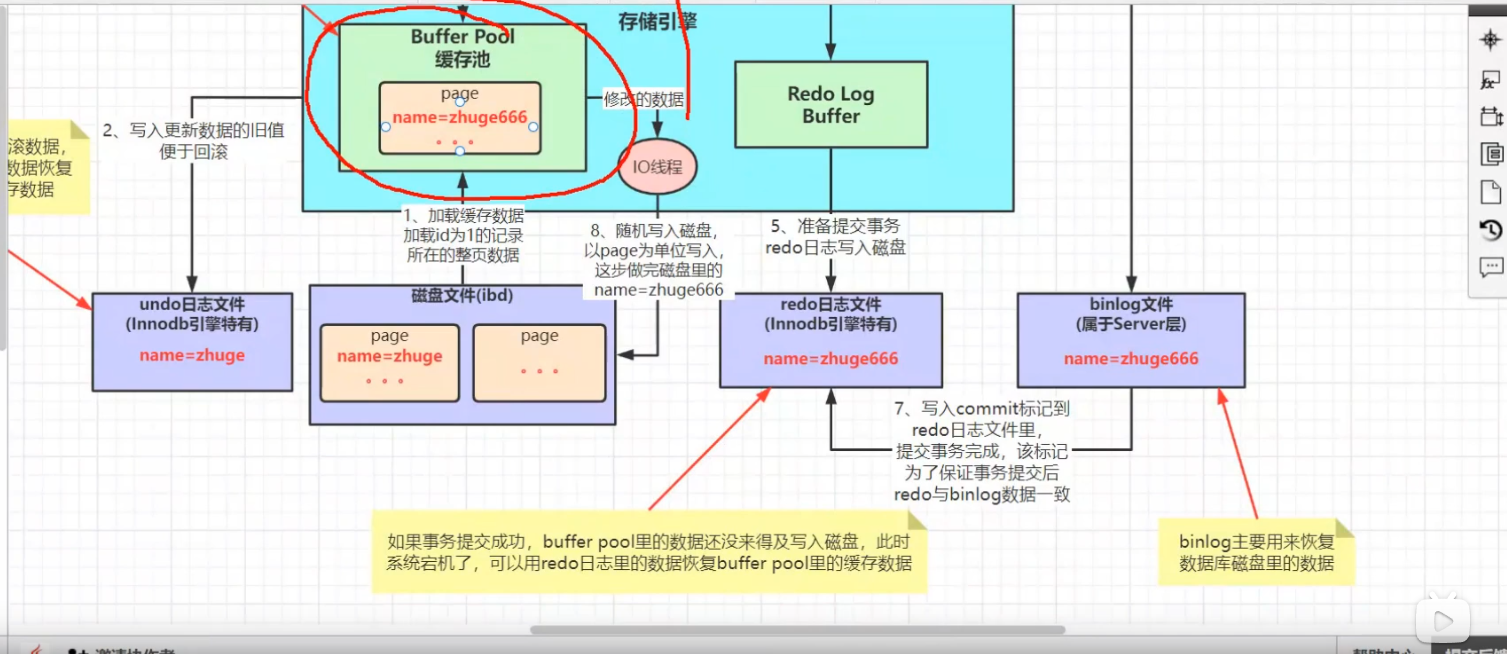 存储引擎
Buffer Pool
缓存池
page
name=zhuge666
修改的数据
IO线程
Redo Log
Buffer
2、写入更新数据的旧值
便于回滚
滚数据，
数据恢复
存数据
1、加载缓存数据
加载id为1的记录
所在的整页数据
8、随机写入磁盘，
以page为单位写入，
这步做完磁盘里的
name=zhuge666
5、准备提交事务
redo日志写入磁盘
undo日志文件
(Innodb引擎特有)
name=zhuge
磁盘文件(ibd)
page
name=zhuge
page
redo日志文件
(Innodb引擎特有)
name=zhuge666
binlog文件
(属于Server层)
name=zhuge666
7、写入commit标记到
redo日志文件里，
提交事务完成，该标记
为了保证事务提交后
redo与binlog数据一致
如果事务提交成功，buffer pool里的数据还没来得及写入磁盘，此时
系统宕机了，可以用redo日志里的数据恢复buffer pool里的缓存数据
binlog主要用来恢复
数据库磁盘里的数据